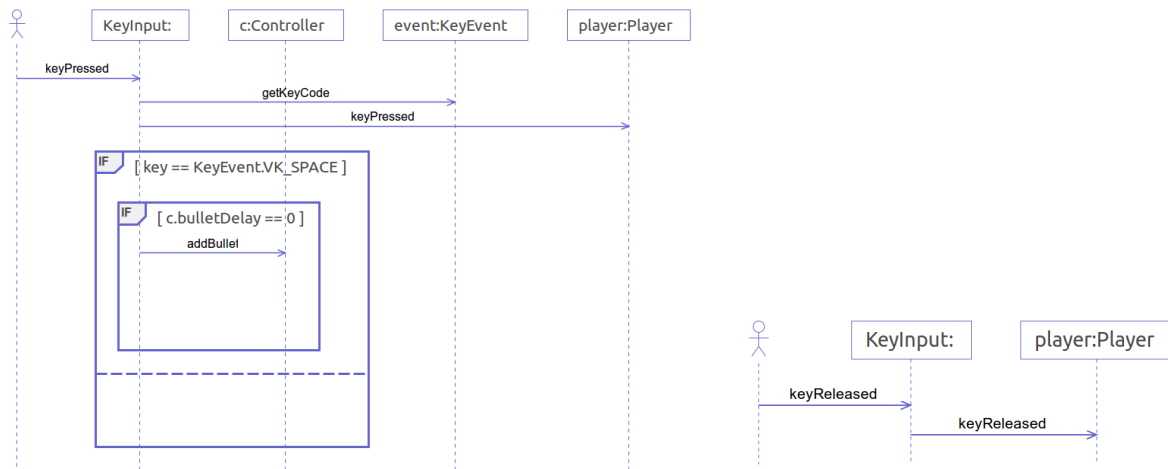 KeyInput:
c:Controller
event:KeyEvent
player:Player
keyPressed
getKeyCode
keyPressed
IF
[ key == KeyEvent.VK_SPACE ]
IF
[ c.bulletDelay == 0 ]
addBullet
KeyInput:
player:Player
keyReleased
keyReleased